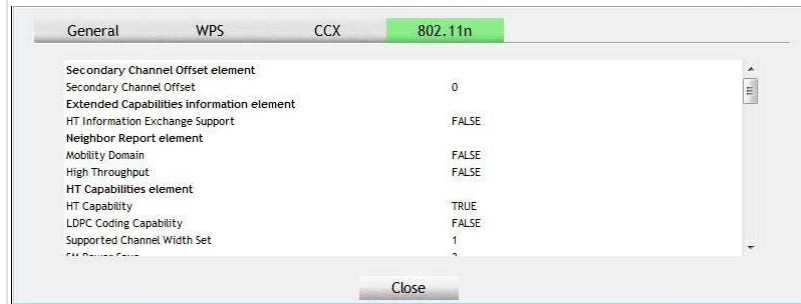 General WPS CCX 802.11n
Secondary Channel Offset element
Secondary Channel Offset 0
Extended Capabilities information element
HT Information Exchange Support FALSE
Neighbor Report element
Mobility Domain FALSE
High Throughput FALSE
HT Capabilities element
HT Capability TRUE
LDPC Coding Capability FALSE
Supported Channel Width Set 1
Close